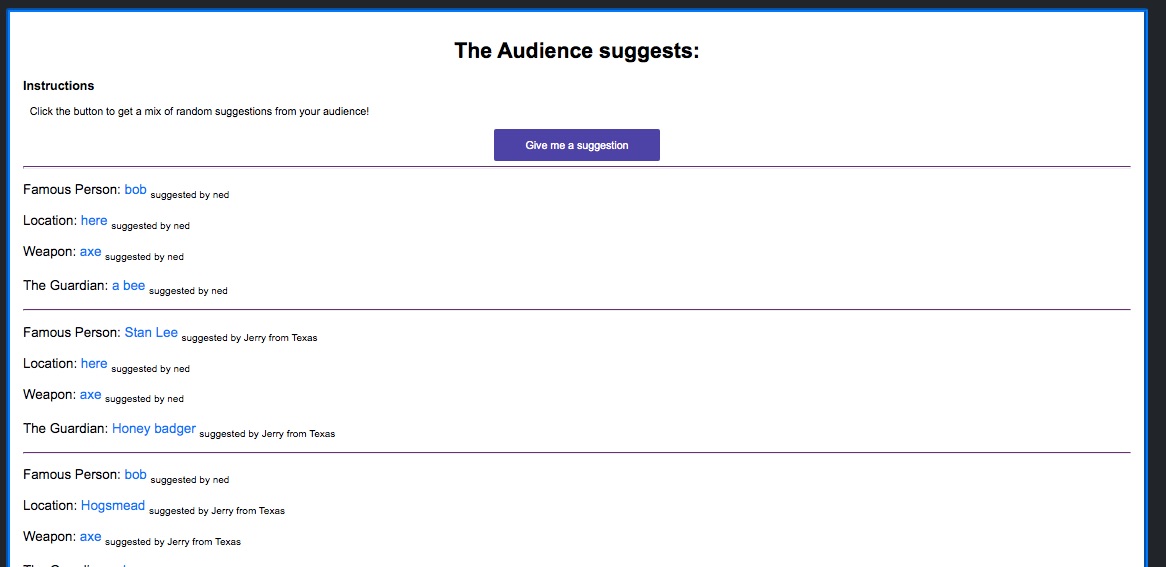 The Audience suggests:
Instructions
Click the button to get a mix of random suggestions from your audience!
Give me a suggestion
Famous Person: bob suggested by ned
Location: here suggested by ned
Weapon: axe suggested by ned
The Guardian: a bee suggested by ned
Famous Person: Stan Lee suggested by Jerry from Texas
Location: here suggested by ned
Weapon: axe suggested by ned
The Guardian: Honey badger suggested by Jerry from Texas
Famous Person: bob suggested by ned
Location: Hogsmead suggested by Jerry from Texas
Weapon: axe suggested by Jerry from Texas